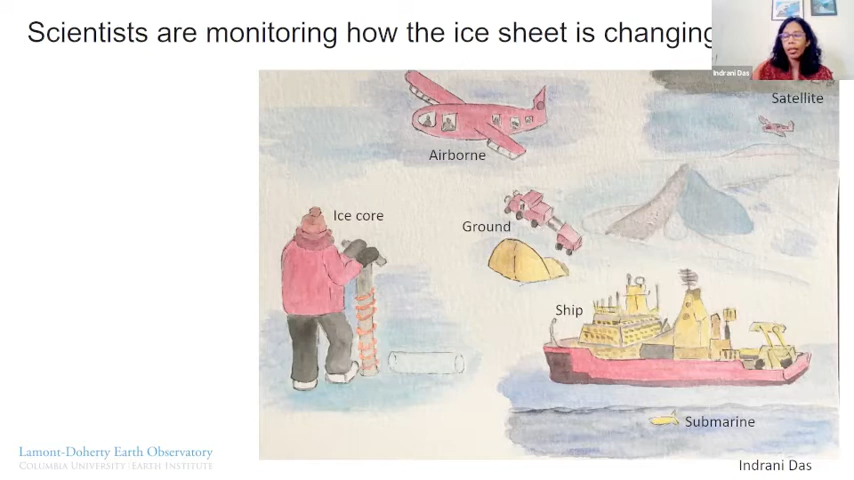 Scientists are monitoring how the ice sheet is changing
Indrani Das
Satellite
Airborne
Ice core
Ground
Ship
Submarine
Lamont-Doherty Earth Observatory
COLUMBIA UNIVERSITY | EARTH INSTITUTE
Indrani Das